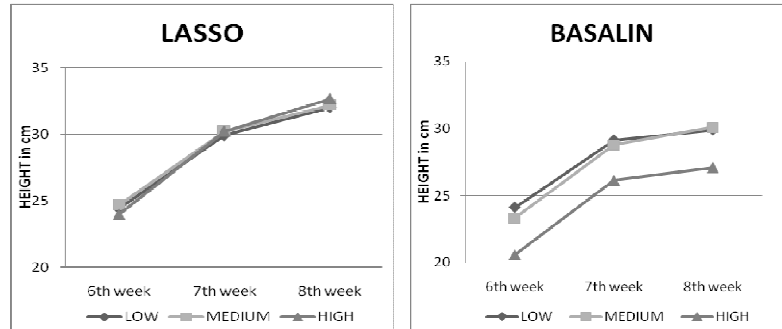 LASSO
HEIGHT in cm
35
30
25
20
6th week 7th week 8th week
LOW MEDIUM HIGH
BASALIN
HEIGHT in cm
35
30
25
20
6th week 7th week 8th week
LOW MEDIUM HIGH